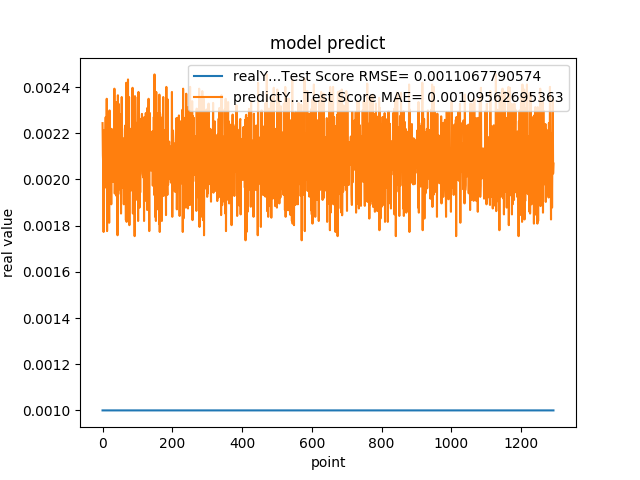 model predict
realY...Test Score RMSE= 0.0011067790574
predictY...Test Score MAE= 0.00109562695363
0.0024
0.0022
0.0020
0.0018
0.0016
0.0014
0.0012
0.0010
real value
0 200 400 600 800 1000 1200
point